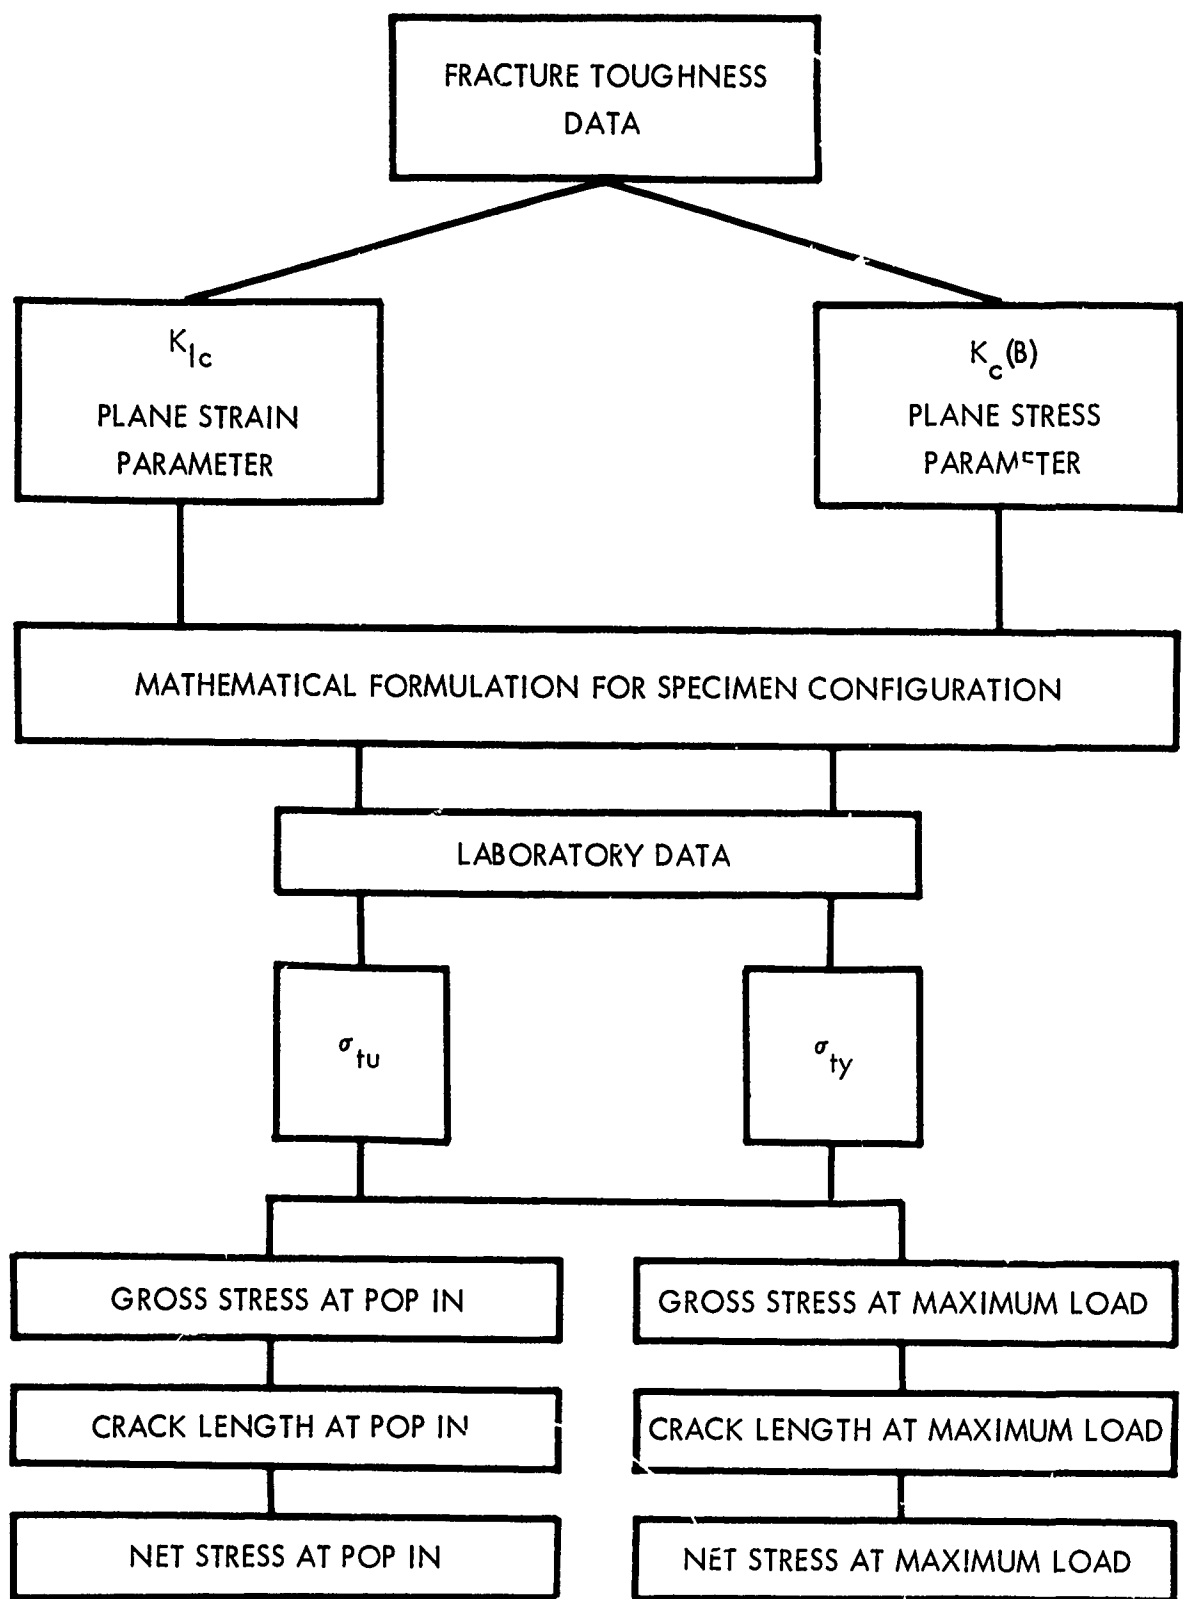 FRACTURE TOUGHNESS
DATA
K_Ic
PLANE STRAIN
PARAMETER
K_c(B)
PLANE STRESS
PARAMETER
MATHEMATICAL FORMULATION FOR SPECIMEN CONFIGURATION
LABORATORY DATA
σ_tu
σ_ty
GROSS STRESS AT POP IN
GROSS STRESS AT MAXIMUM LOAD
CRACK LENGTH AT POP IN
CRACK LENGTH AT MAXIMUM LOAD
NET STRESS AT POP IN
NET STRESS AT MAXIMUM LOAD